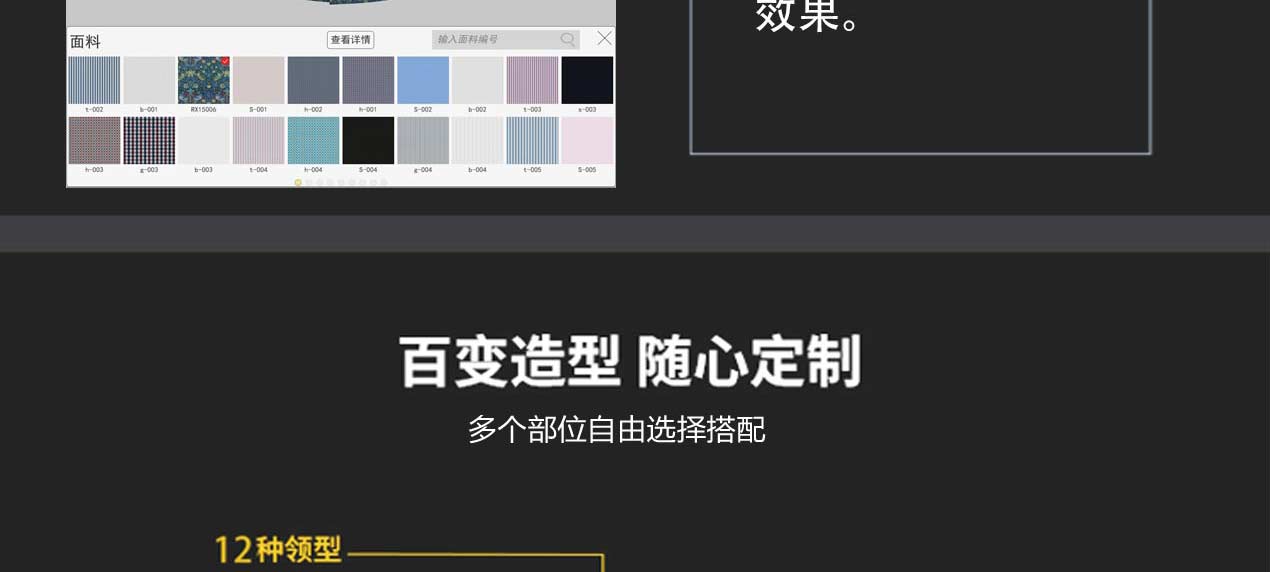 效果。
面料
查看详情
输入面料编号
t-002 b-001 RX15006 S-001 h-002 h-001 S-002 b-002 t-003 s-003
h-003 g-003 b-003 t-004 h-004 S-004 g-004 b-004 t-005 S-005
百变造型 随心定制
多个部位自由选择搭配
12种领型